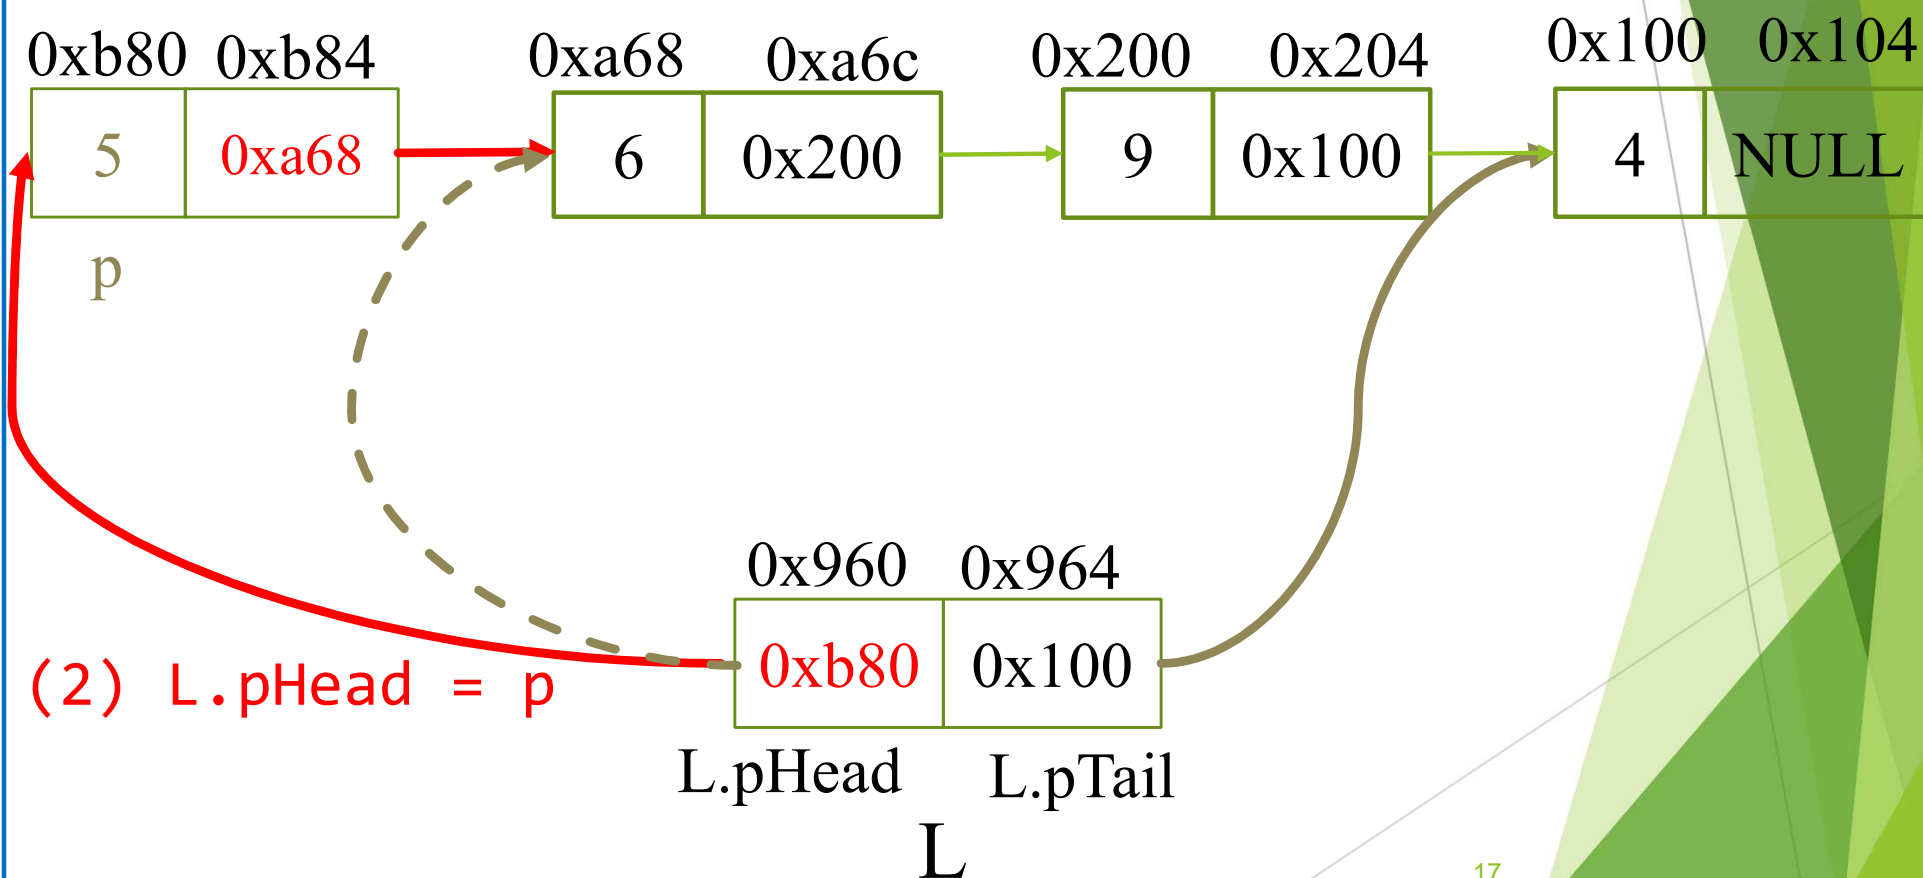 0xb80 0xb84 0xa68 0xa6c 0x200 0x204 0x100 0x104
5 0xa68 6 0x200 9 0x100 4 NULL
p
0x960 0x964
0xb80 0x100
(2) L.pHead = p
L.pHead L.pTail
L
17